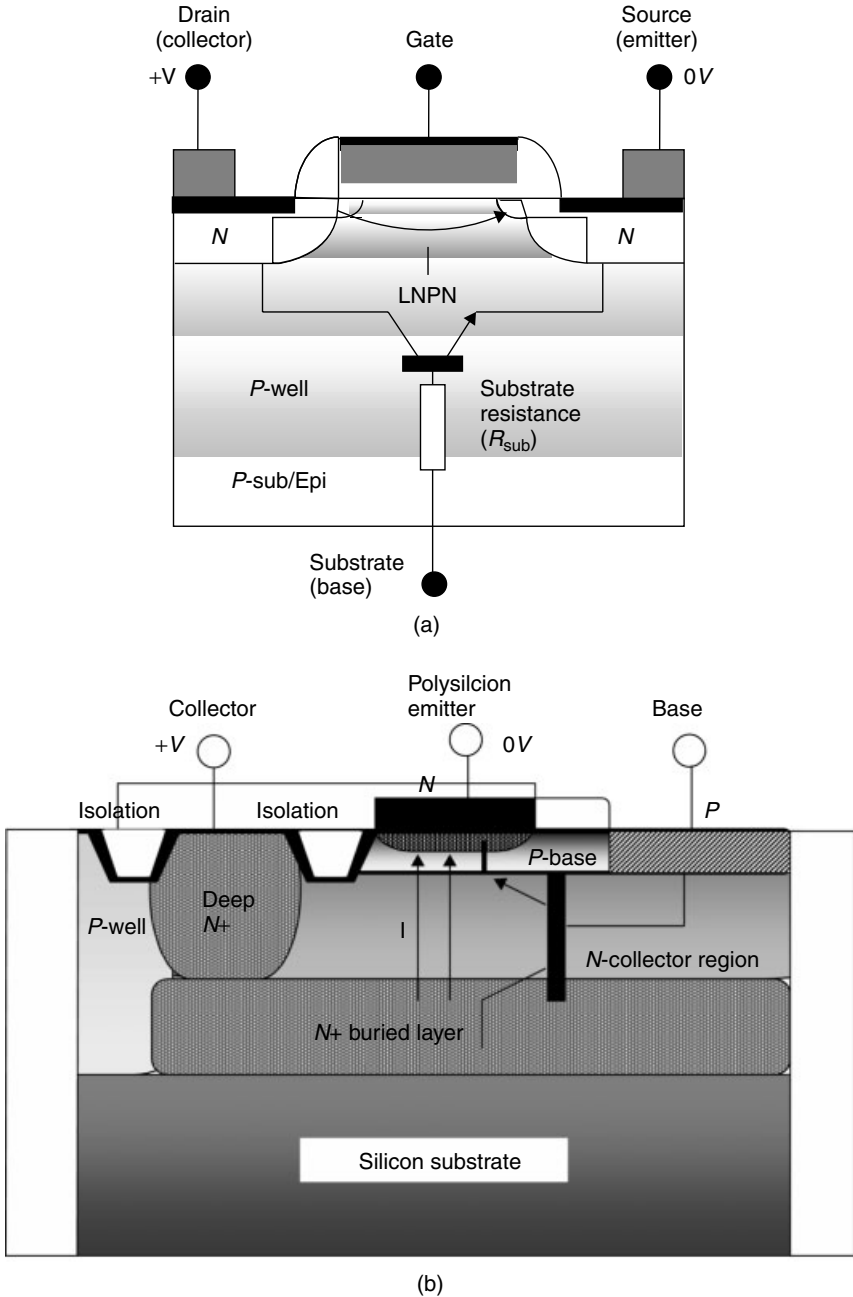 Drain
(collector)
Gate
Source
(emitter)
+V
0V
N
N
LNPN
P-well
Substrate
resistance
(Rsub)
P-sub/Epi
Substrate
(base)
(a)
Collector
Polysilcion
emitter
Base
+V
0V
N
Isolation
Isolation
P
P-base
Deep
N+
P-well
I
N-collector region
N+ buried layer
Silicon substrate
(b)